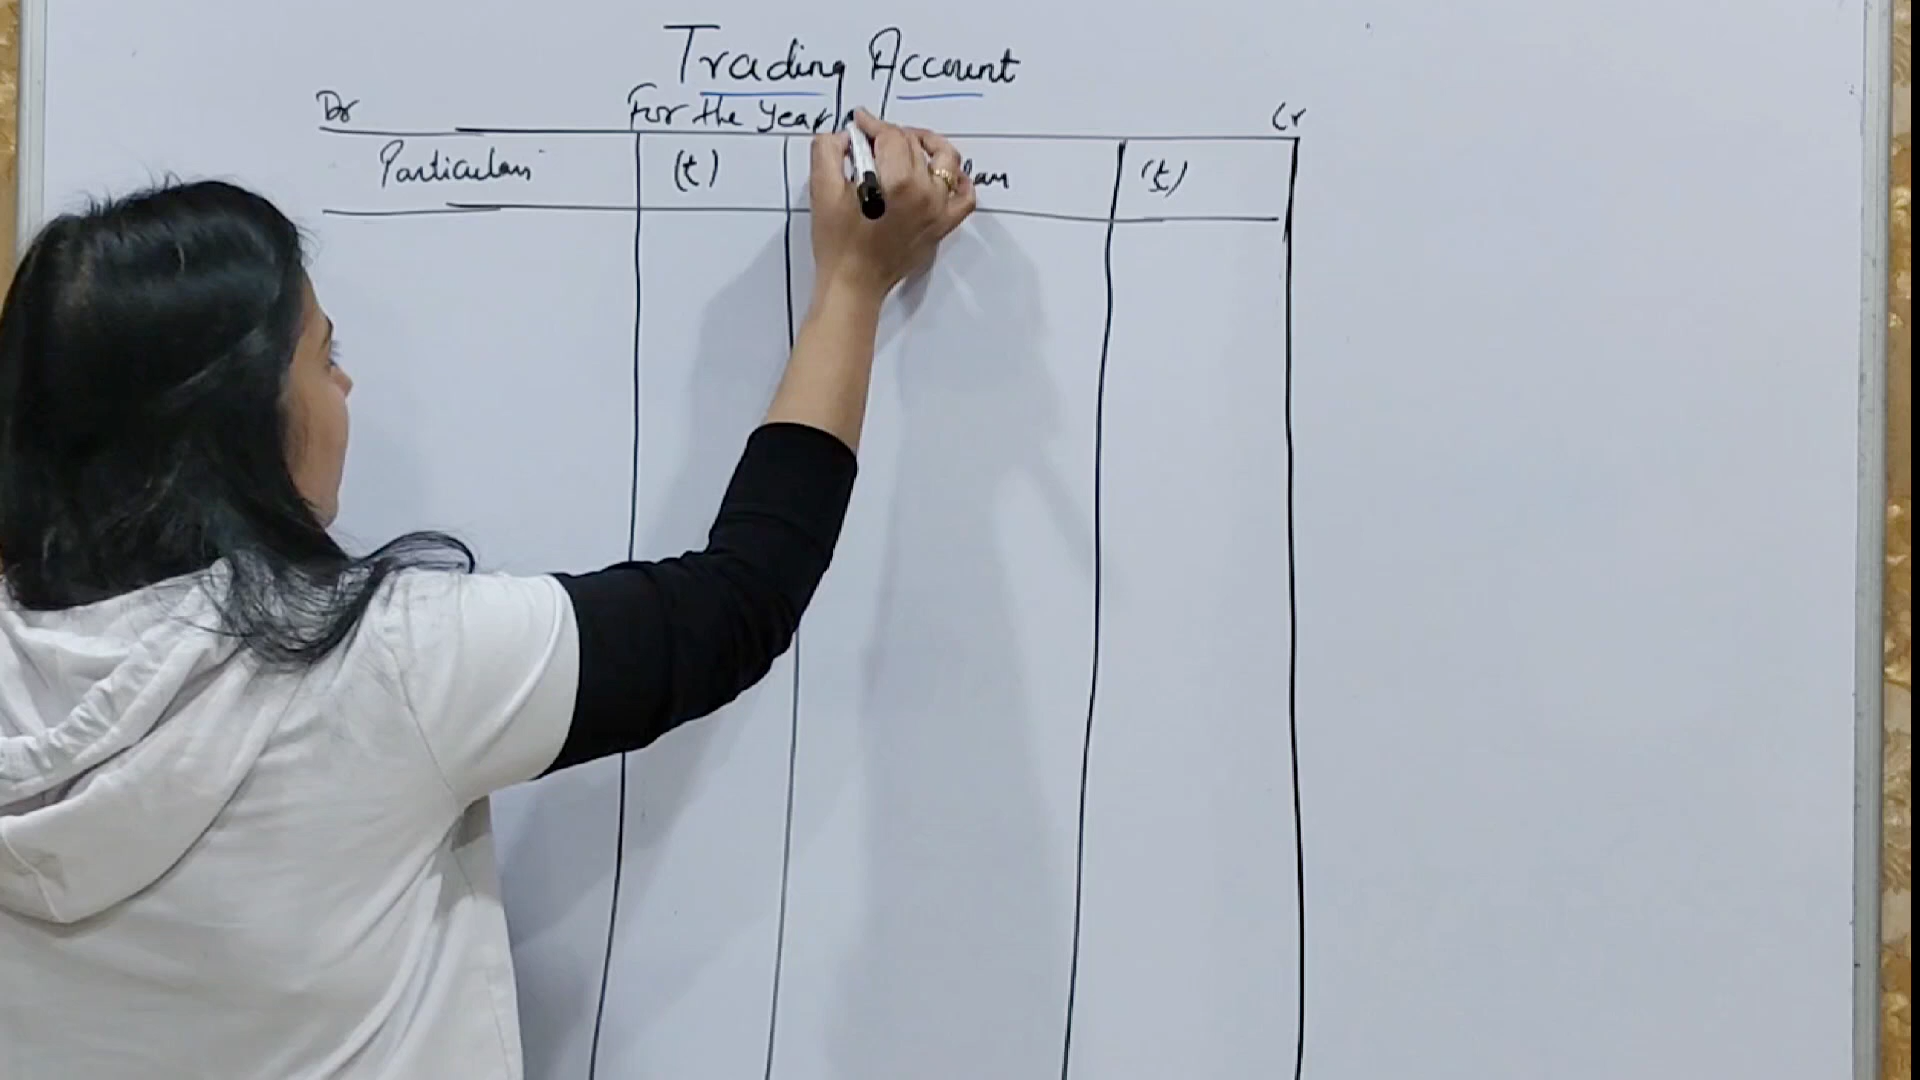 Trading Account
Dr For the Year Cr
Particulars (₹) (₹)